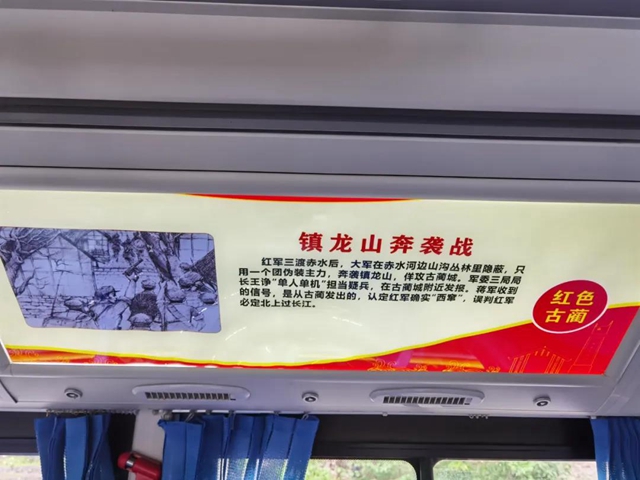 镇龙山奔袭战
红军三渡赤水后，大军在赤水河边山沟丛林里隐蔽，只
用一个团伪装主力，奔袭镇龙山，佯攻古蔺城。军委三局局
长王诤"单人单机"担当疑兵，在古蔺城附近发报。蒋军收到
的信号，是从古蔺发出的，认定红军确实"西窜"，误判红军
必定北上过长江。
红色
古蔺